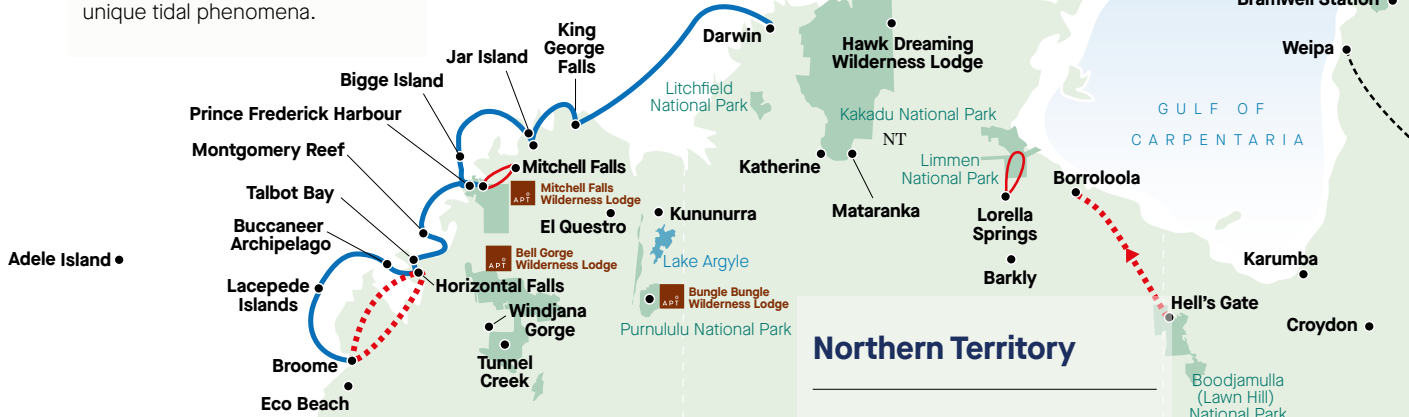 unique tidal phenomena.
Bramwell Station
King
George
Falls
Darwin
Hawk Dreaming
Wilderness Lodge
Weipa
Jar Island
Bigge Island
Litchfield
National Park
GULF OF
CARPENTARIA
Prince Frederick Harbour
Kakadu National Park
NT
Montgomery Reef
Mitchell Falls
Katherine
Limmen
National Park
Borroloola
Talbot Bay
APT
Mitchell Falls
Wilderness Lodge
Mataranka
Lorella
Springs
Buccaneer
Archipelago
El Questro
Kununurra
Adele Island
APT
Bell Gorge
Wilderness Lodge
Lake Argyle
Barkly
Karumba
Lacepede
Islands
Horizontal Falls
APT
Bungle Bungle
Wilderness Lodge
Hell's Gate
Windjana
Gorge
Purnululu National Park
Croydon
Northern Territory
Broome
Tunnel
Creek
Boodjamulla
(Lawn Hill)
National Park
Eco Beach